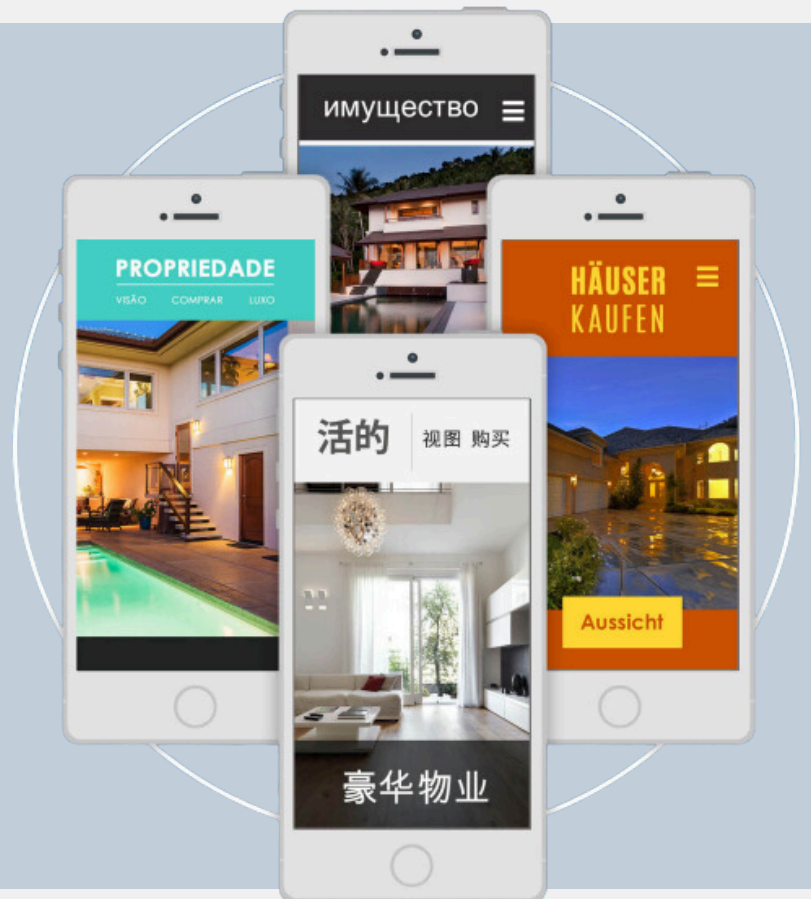 имущество
PROPRIEDADE
VISÃO COMPRAR LUXO
HÄUSER
KAUFEN
Aussicht
活的 视图 购买
豪华物业